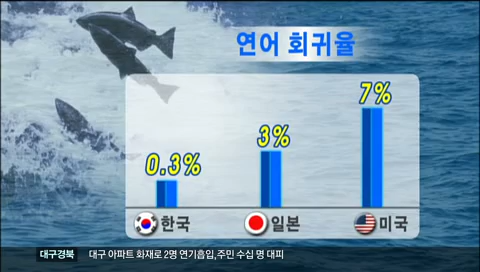 연어 회귀율
0.3%
3%
7%
한국
일본
미국
대구경북 대구 아파트 화재로 2명 연기흡입,주민 수십 명 대피